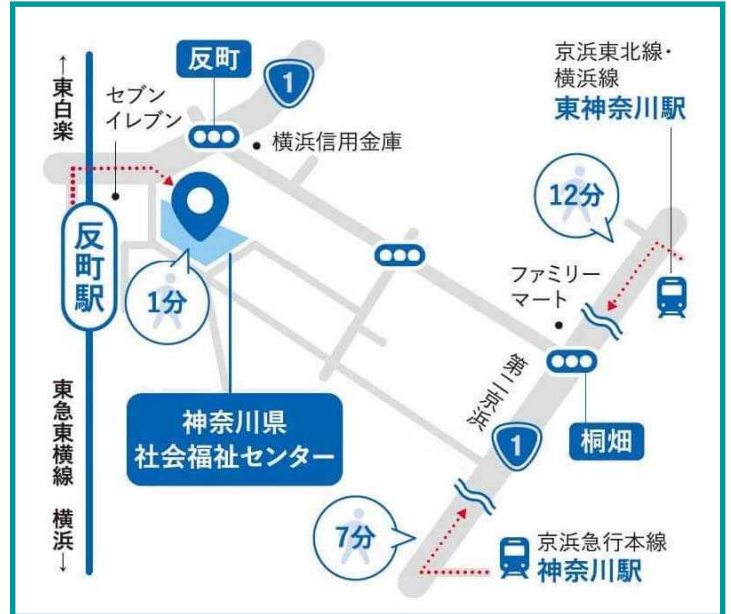 ←東白楽
セブン
イレブン
反町
1
横浜信用金庫
京浜東北線・
横浜線
東神奈川駅
12分
反町駅
1分
ファミリー
マート
第二京浜
1
桐畑
神奈川県
社会福祉センター
東急東横線 横浜→
7分
京浜急行本線
神奈川駅